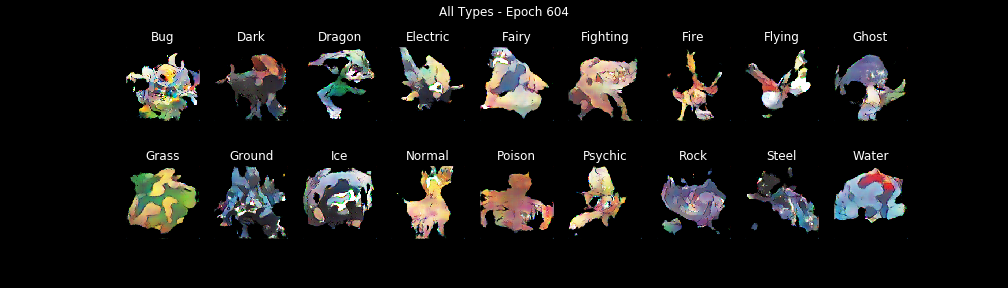 All Types - Epoch 604
Bug Dark Dragon Electric Fairy Fighting Fire Flying Ghost
Grass Ground Ice Normal Poison Psychic Rock Steel Water